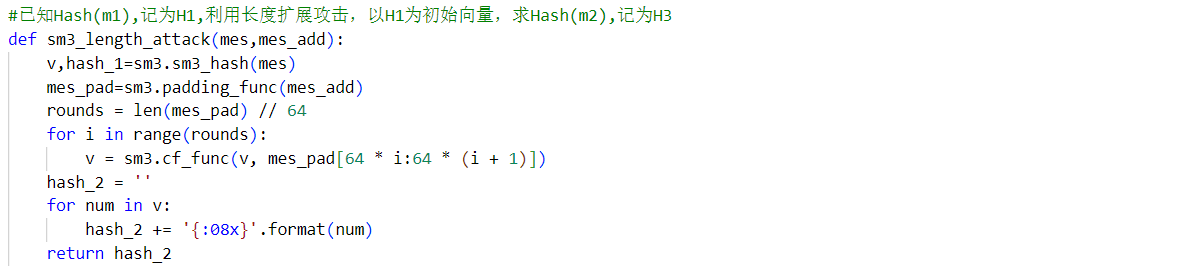 #已知Hash(m1),记为H1,利用长度扩展攻击，以H1为初始向量，求Hash(m2),记为H3
def sm3_length_attack(mes,mes_add):
    v,hash_1=sm3.sm3_hash(mes)
    mes_pad=sm3.padding_func(mes_add)
    rounds = len(mes_pad) // 64
    for i in range(rounds):
        v = sm3.cf_func(v, mes_pad[64 * i:64 * (i + 1)])
    hash_2 = ''
    for num in v:
        hash_2 += '{:08x}'.format(num)
    return hash_2